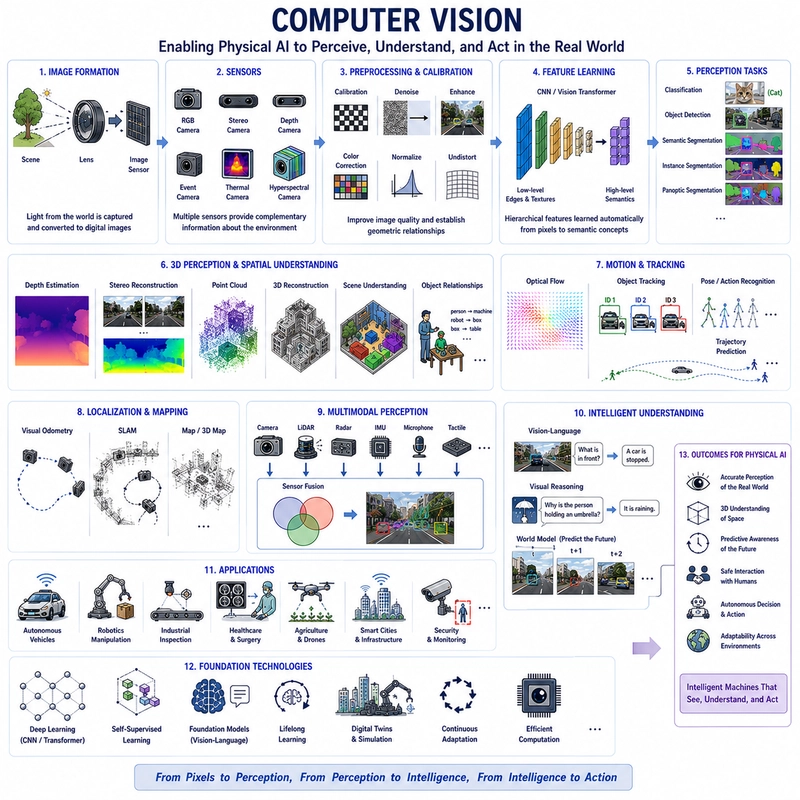 COMPUTER VISION
Enabling Physical AI to Perceive, Understand, and Act in the Real World
1. IMAGE FORMATION
Scene
Lens
Image
Sensor
Light from the world is captured
and converted to digital images
2. SENSORS
RGB
Camera
Stereo
Camera
Depth
Camera
Event
Camera
Thermal
Camera
Hyperspectral
Camera
Multiple sensors provide complementary
information about the environment
3. PREPROCESSING & CALIBRATION
Calibration
Denoise
Enhance
Color
Correction
Normalize
Undistort
Improve image quality and establish
geometric relationships
4. FEATURE LEARNING
CNN / Vision Transformer
Low-level
Edges & Textures
High-level
Semantics
Hierarchical features learned automatically
from pixels to semantic concepts
5. PERCEPTION TASKS
Classification
(Cat)
Object Detection
Semantic Segmentation
Instance Segmentation
Panoptic Segmentation
...
6. 3D PERCEPTION & SPATIAL UNDERSTANDING
Depth Estimation
Stereo Reconstruction
...
Point Cloud
3D Reconstruction
Scene Understanding
Object Relationships
person → machine
robot → box
box → table
...
7. MOTION & TRACKING
Optical Flow
Object Tracking
ID 1
ID 2
ID 3
Pose / Action Recognition
Trajectory
Prediction
...
8. LOCALIZATION & MAPPING
Visual Odometry
SLAM
Map / 3D Map
...
9. MULTIMODAL PERCEPTION
Camera
LiDAR
Radar
IMU
Microphone
Tactile
...
Sensor Fusion
10. INTELLIGENT UNDERSTANDING
Vision-Language
What is
in front?
A car is
stopped.
Visual Reasoning
Why is the person
holding an umbrella?
It is raining.
World Model (Predict the Future)
t
t+1
t+2
...
11. APPLICATIONS
Autonomous
Vehicles
Robotics
Manipulation
Industrial
Inspection
Healthcare
& Surgery
Agriculture
& Drones
Smart Cities
& Infrastructure
Security
& Monitoring
...
12. FOUNDATION TECHNOLOGIES
Deep Learning
(CNN / Transformer)
Self-Supervised
Learning
Foundation Models
(Vision-Language)
Lifelong
Learning
Digital Twins
& Simulation
Continuous
Adaptation
Efficient
Computation
...
13. OUTCOMES FOR PHYSICAL AI
Accurate Perception
of the Real World
3D Understanding
of Space
Predictive Awareness
of the Future
Safe Interaction
with Humans
Autonomous Decision
& Action
Adaptability Across
Environments
Intelligent Machines That
See, Understand, and Act
From Pixels to Perception, From Perception to Intelligence, From Intelligence to Action